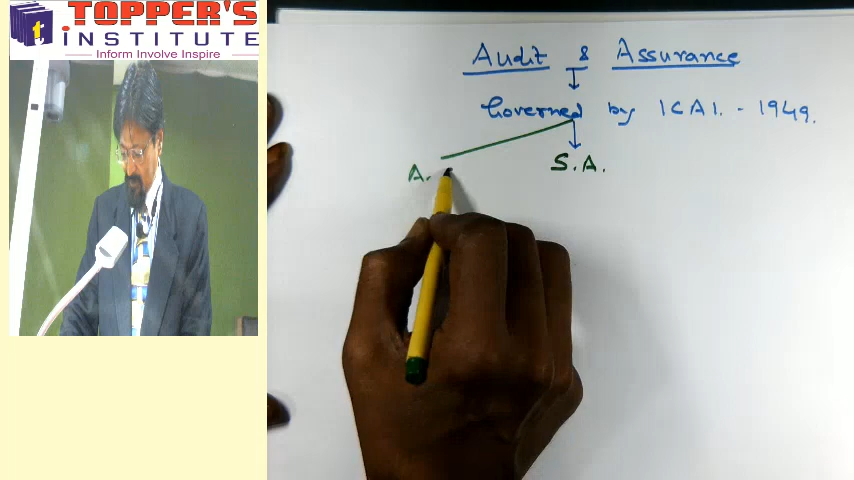 TOPPER'S
iNSTITUTE
Inform Involve Inspire
t
Audit & Assurance
Governed by ICAI. - 1949.
A. S.A.